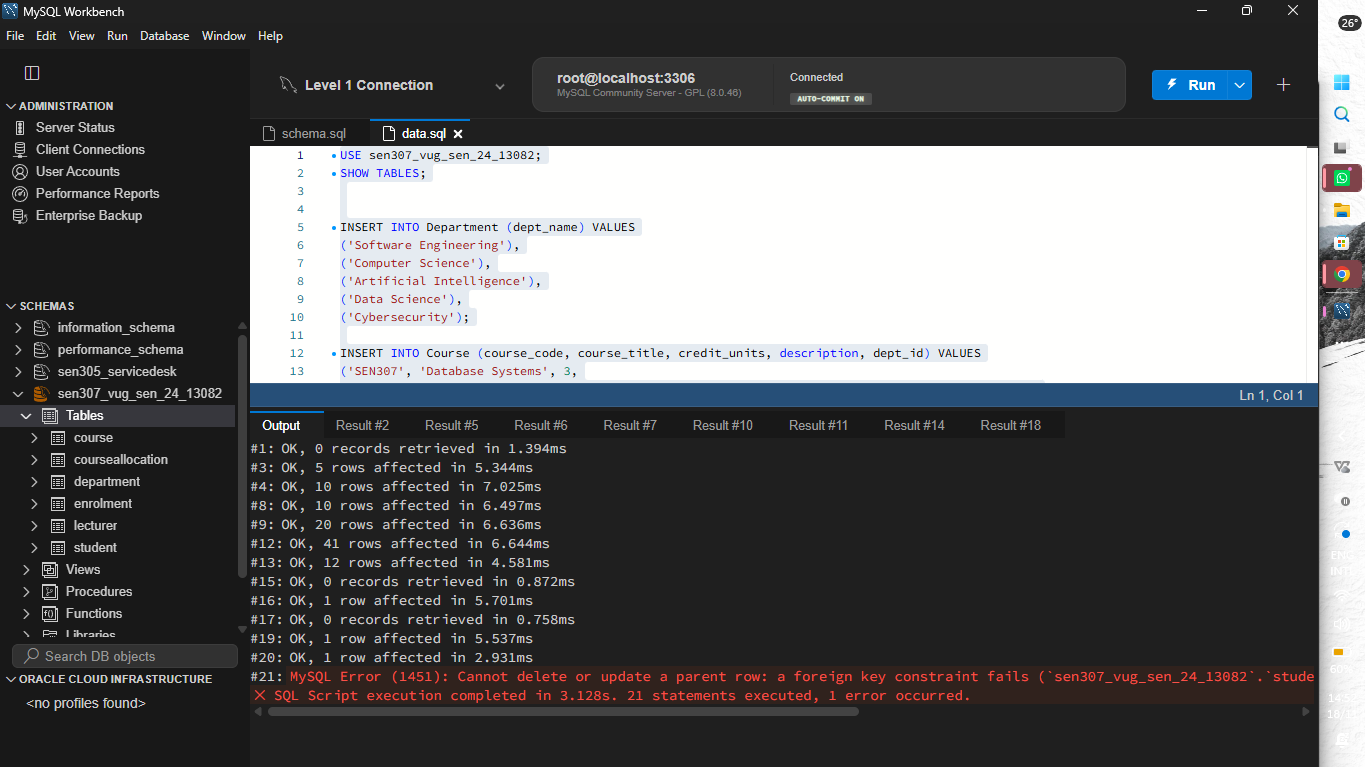 MySQL Workbench
26°
File Edit View Run Database Window Help
Level 1 Connection
root@localhost:3306
MySQL Community Server - GPL (8.0.46)
Connected
AUTO-COMMIT ON
Run
ADMINISTRATION
Server Status
Client Connections
User Accounts
Performance Reports
Enterprise Backup
SCHEMAS
information_schema
performance_schema
sen305_servicedesk
sen307_vug_sen_24_13082
Tables
course
courseallocation
department
enrolment
lecturer
student
Views
Procedures
Functions
Libraries
Search DB objects
ORACLE CLOUD INFRASTRUCTURE
<no profiles found>
schema.sql
data.sql
1 USE sen307_vug_sen_24_13082;
2 SHOW TABLES;
3
4
5 INSERT INTO Department (dept_name) VALUES
6 ('Software Engineering'),
7 ('Computer Science'),
8 ('Artificial Intelligence'),
9 ('Data Science'),
10 ('Cybersecurity');
11
12 INSERT INTO Course (course_code, course_title, credit_units, description, dept_id) VALUES
13 ('SEN307', 'Database Systems', 3,
Ln 1, Col 1
Output Result #2 Result #5 Result #6 Result #7 Result #10 Result #11 Result #14 Result #18
#1: OK, 0 records retrieved in 1.394ms
#3: OK, 5 rows affected in 5.344ms
#4: OK, 10 rows affected in 7.025ms
#8: OK, 10 rows affected in 6.497ms
#9: OK, 20 rows affected in 6.636ms
#12: OK, 41 rows affected in 6.644ms
#13: OK, 12 rows affected in 4.581ms
#15: OK, 0 records retrieved in 0.872ms
#16: OK, 1 row affected in 5.701ms
#17: OK, 0 records retrieved in 0.758ms
#19: OK, 1 row affected in 5.537ms
#20: OK, 1 row affected in 2.931ms
#21: MySQL Error (1451): Cannot delete or update a parent row: a foreign key constraint fails (`sen307_vug_sen_24_13082`.`stude
SQL Script execution completed in 3.128s. 21 statements executed, 1 error occurred.